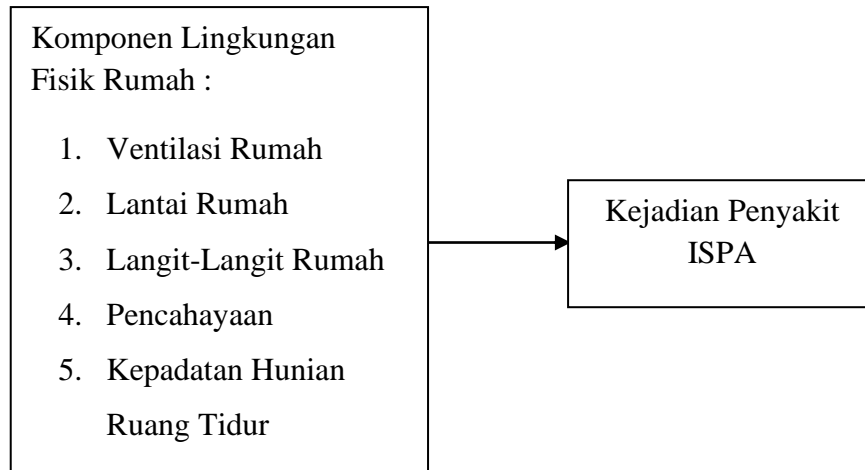 Komponen Lingkungan
Fisik Rumah :
1. Ventilasi Rumah
2. Lantai Rumah
3. Langit-Langit Rumah
4. Pencahayaan
5. Kepadatan Hunian
Ruang Tidur
Kejadian Penyakit
ISPA